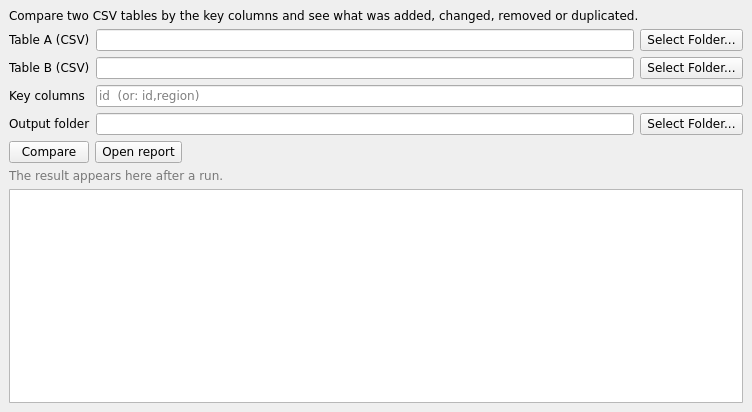 Compare two CSV tables by the key columns and see what was added, changed, removed or duplicated.
Table A (CSV) Select Folder...
Table B (CSV) Select Folder...
Key columns id (or: id,region)
Output folder Select Folder...
Compare Open report
The result appears here after a run.